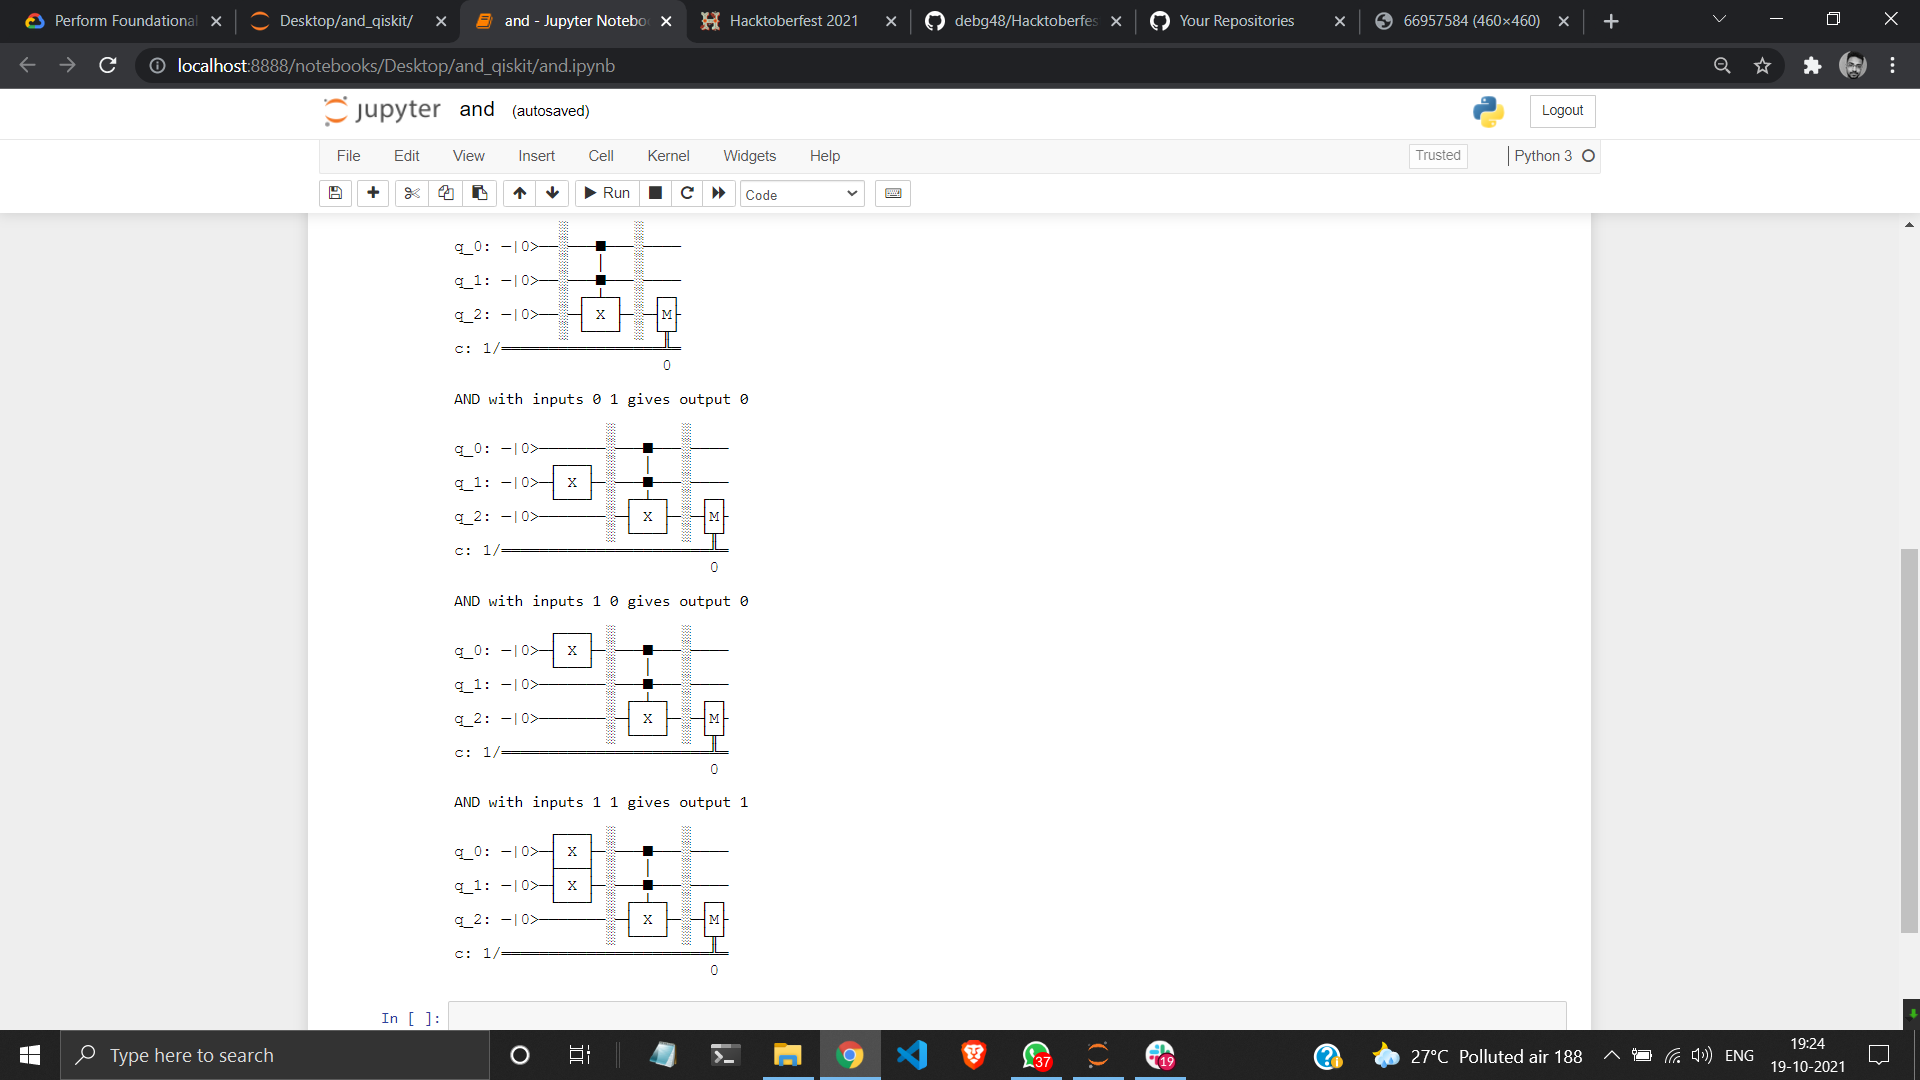 Perform Foundational
Desktop/and_qiskit/
and - Jupyter Notebo
Hacktoberfest 2021
debg48/Hacktoberfes
Your Repositories
66957584 (460×460)
localhost:8888/notebooks/Desktop/and_qiskit/and.ipynb
jupyter and (autosaved)
Logout
File Edit View Insert Cell Kernel Widgets Help
Trusted
Python 3
Run
Code
q_0: |0>
q_1: |0>
q_2: |0> X M
c: 1/
0
AND with inputs 0 1 gives output 0
q_0: |0>
q_1: |0> X
q_2: |0> X M
c: 1/
0
AND with inputs 1 0 gives output 0
q_0: |0> X
q_1: |0>
q_2: |0> X M
c: 1/
0
AND with inputs 1 1 gives output 1
q_0: |0> X
q_1: |0> X
q_2: |0> X M
c: 1/
0
In [ ]:
Type here to search
37
19
27°C Polluted air 188
ENG
19:24
19-10-2021